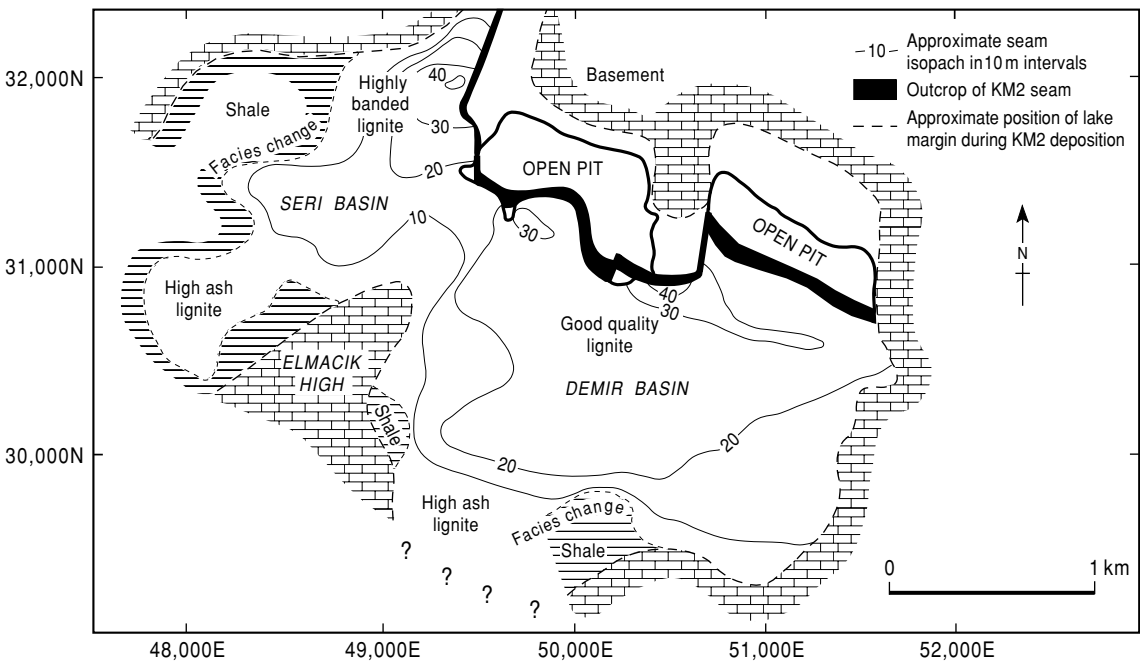 32,000N
31,000N
30,000N
48,000E
49,000E
50,000E
51,000E
52,000E
10
Approximate seam
isopach in 10 m intervals
Outcrop of KM2 seam
Approximate position of lake
margin during KM2 deposition
N
0
1 km
Basement
Shale
Facies change
Highly
banded
lignite
40
30
20
OPEN PIT
OPEN PIT
SERI BASIN
10
30
40
30
High ash
lignite
Good quality
lignite
ELMACIK
HIGH
DEMIR BASIN
Shale
20
20
High ash
lignite
Facies change
Shale
?
?
?
?